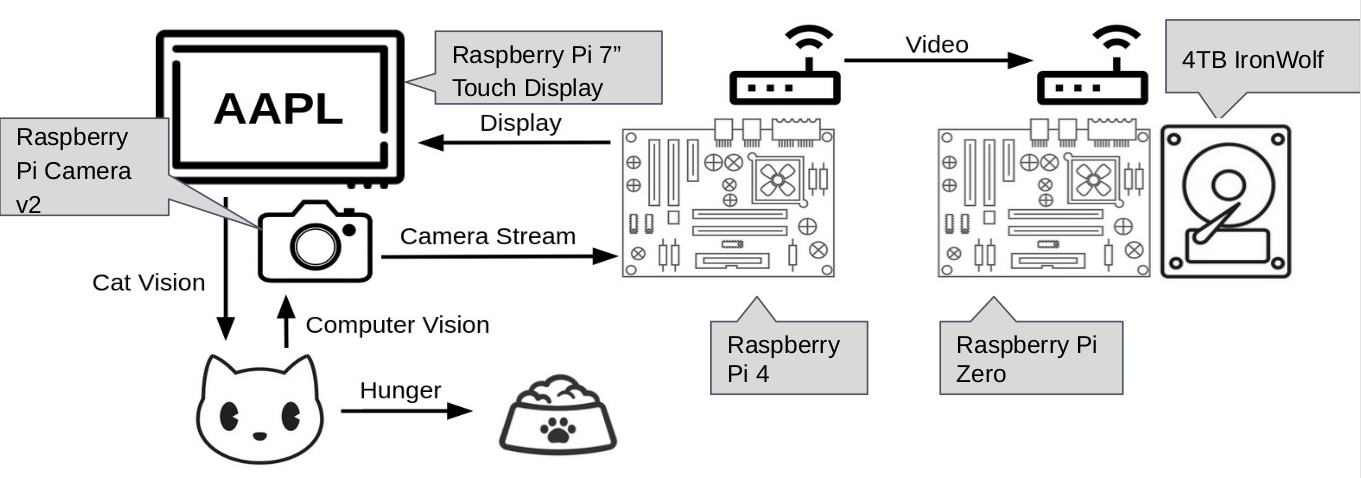 AAPL
Raspberry Pi 7”
Touch Display
Raspberry
Pi Camera
v2
Display
Video
4TB IronWolf
Camera Stream
Cat Vision
Computer Vision
Hunger
Raspberry
Pi 4
Raspberry Pi
Zero